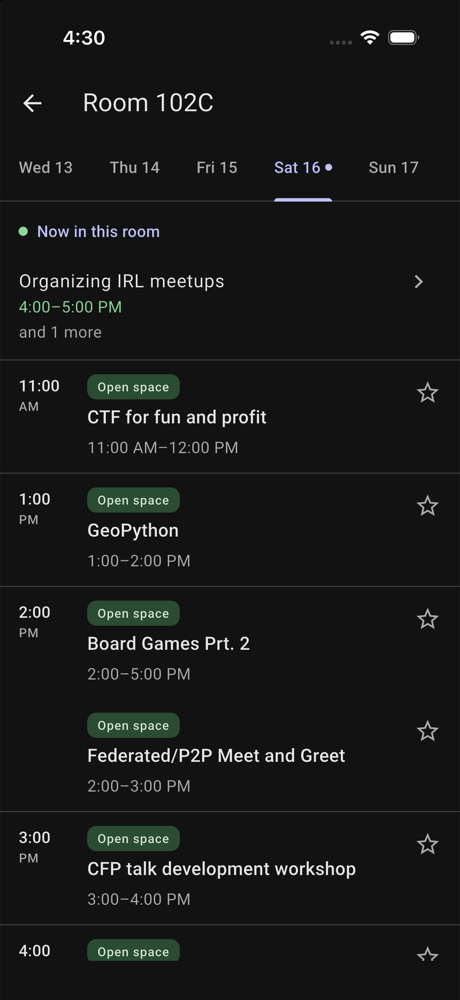 4:30
Room 102C
Wed 13 Thu 14 Fri 15 Sat 16 Sun 17
Now in this room
Organizing IRL meetups
4:00–5:00 PM
and 1 more
11:00
AM
Open space
CTF for fun and profit
11:00 AM–12:00 PM
1:00
PM
Open space
GeoPython
1:00–2:00 PM
2:00
PM
Open space
Board Games Prt. 2
2:00–5:00 PM
Open space
Federated/P2P Meet and Greet
2:00–3:00 PM
3:00
PM
Open space
CFP talk development workshop
3:00–4:00 PM
4:00
Open space